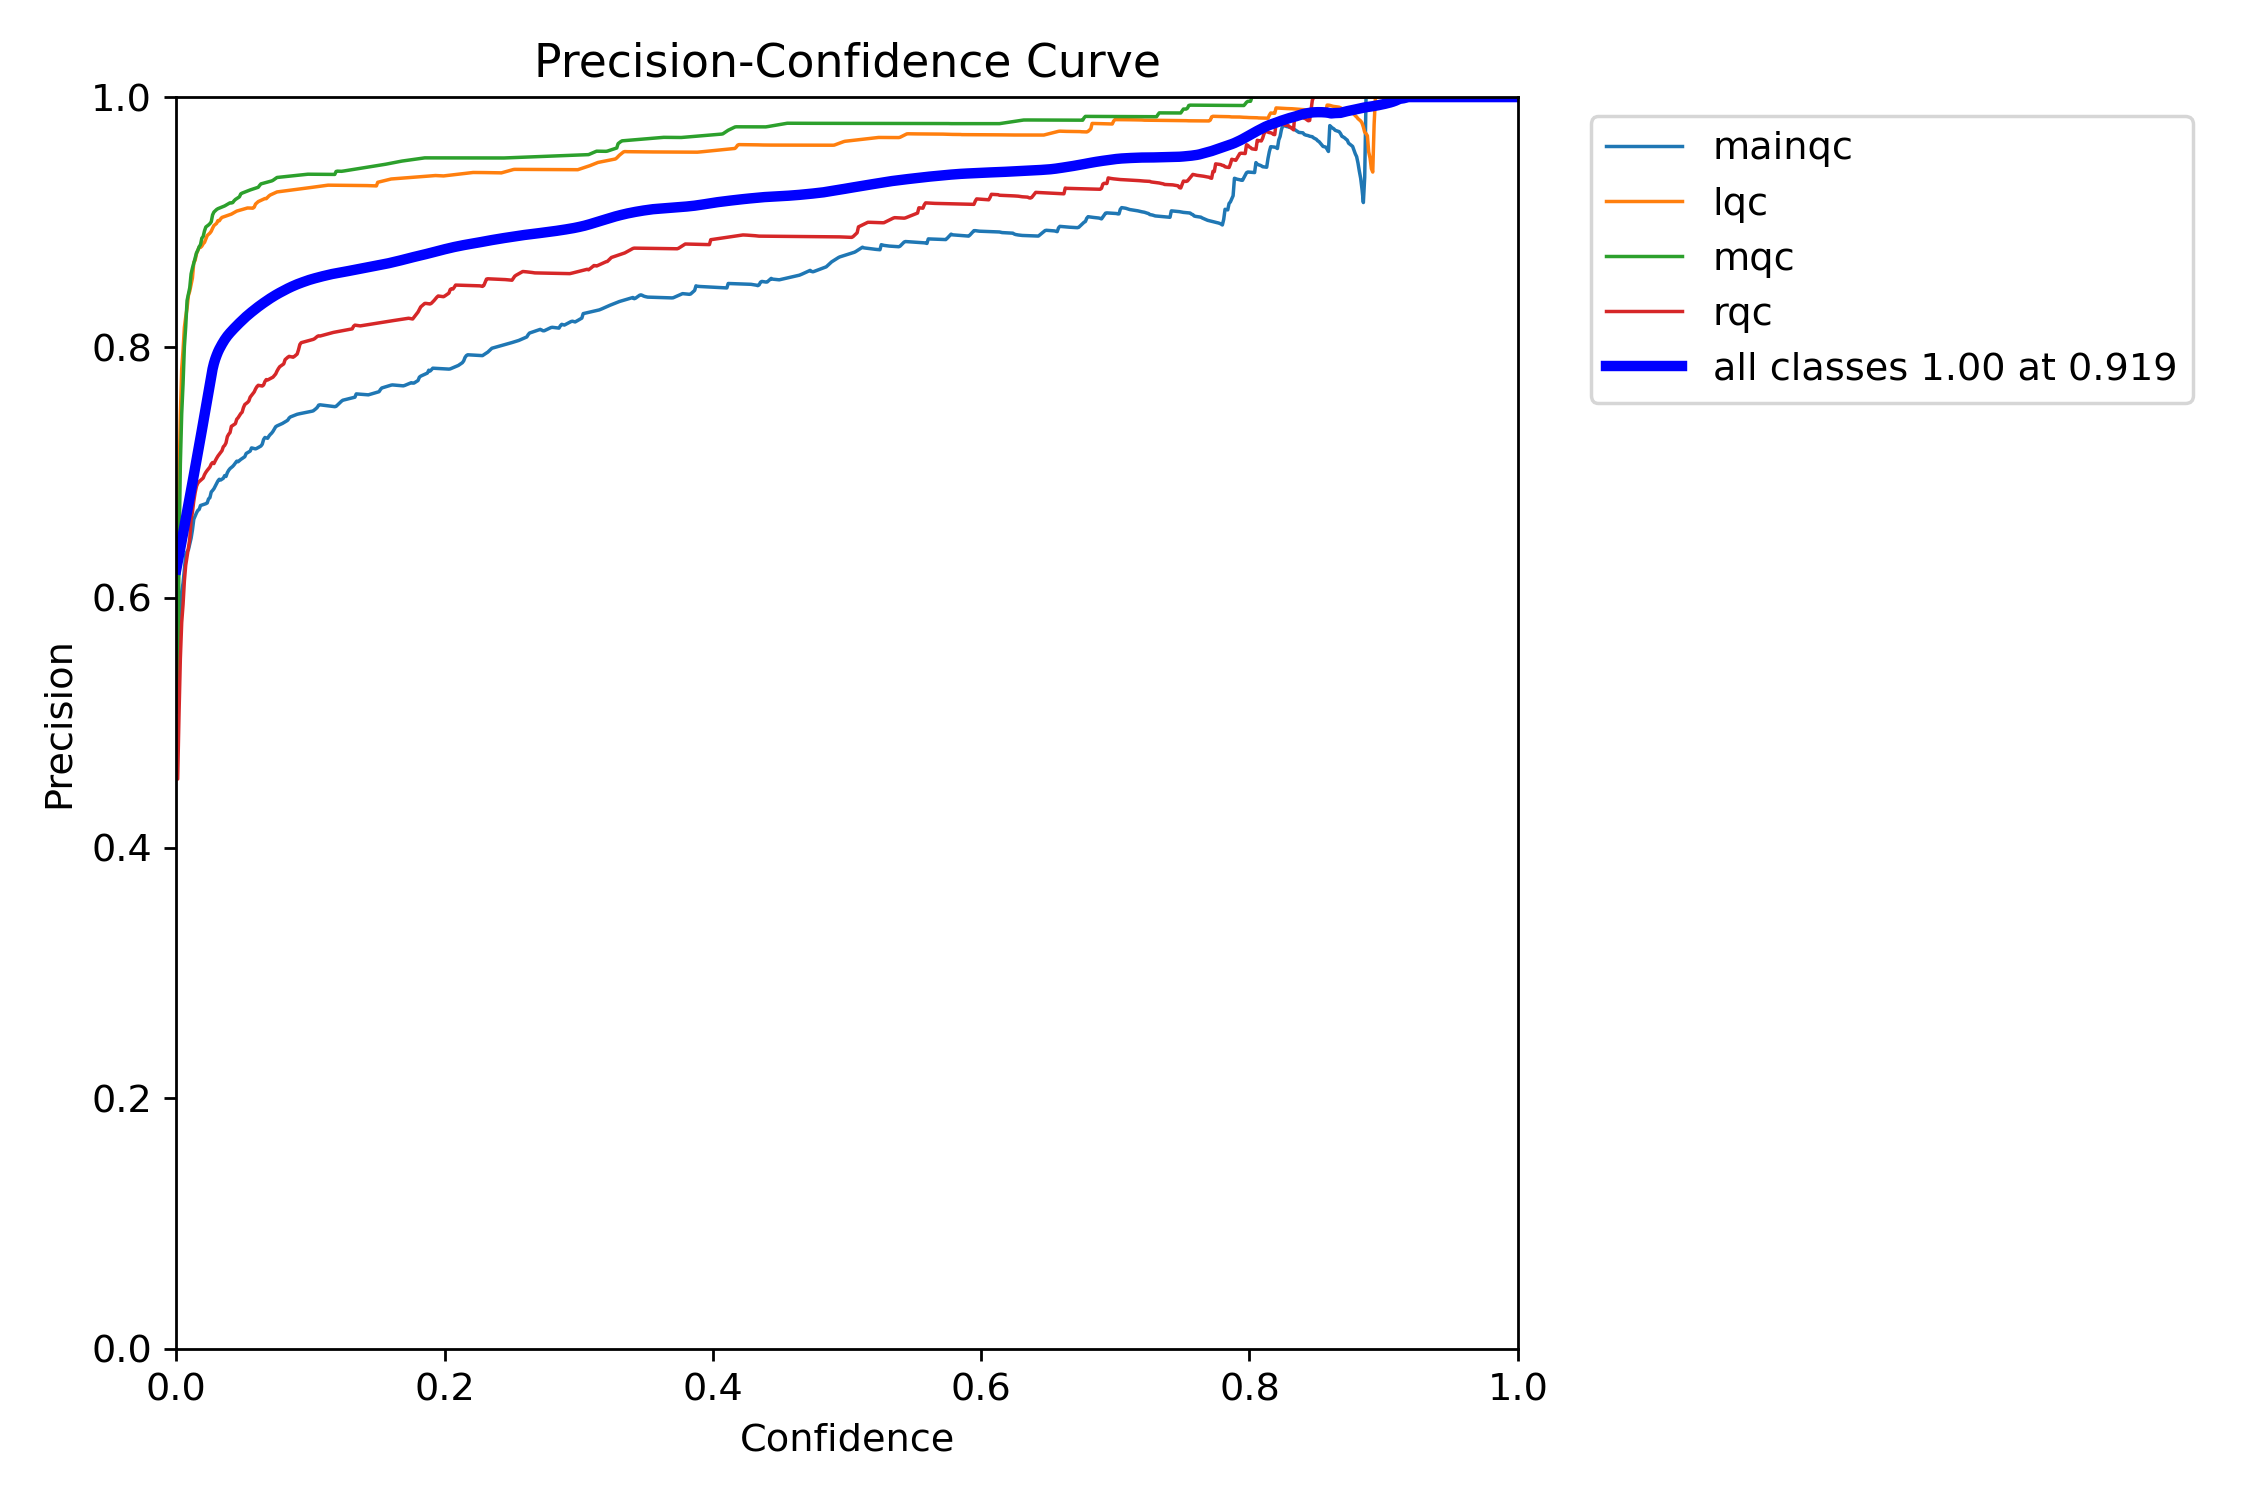 Precision-Confidence Curve
1.0
0.8
0.6
0.4
0.2
0.0
Precision
0.0 0.2 0.4 0.6 0.8 1.0
Confidence
mainqc
lqc
mqc
rqc
all classes 1.00 at 0.919